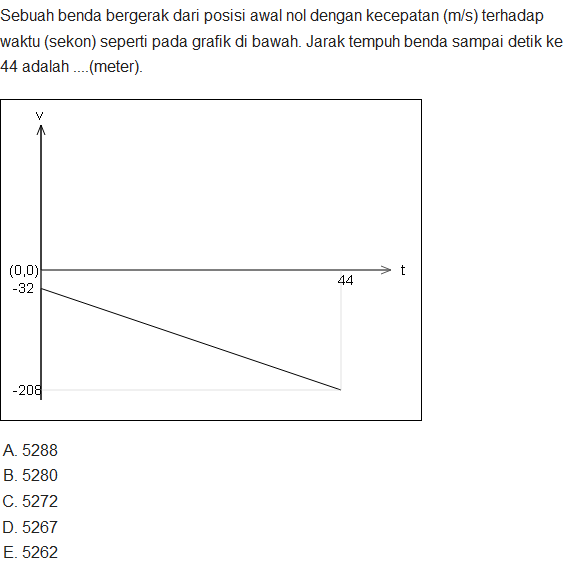 Sebuah benda bergerak dari posisi awal nol dengan kecepatan (m/s) terhadap
waktu (sekon) seperti pada grafik di bawah. Jarak tempuh benda sampai detik ke
44 adalah ....(meter).
v
(0,0)
t
44
-32
-208
A. 5288
B. 5280
C. 5272
D. 5267
E. 5262